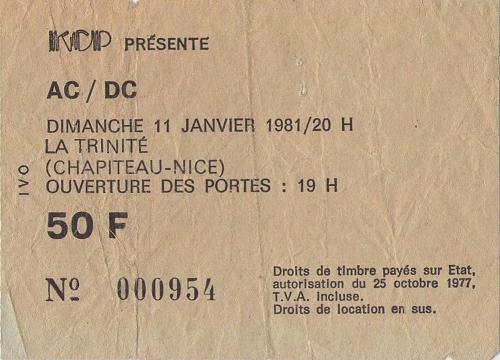 KCP PRÉSENTE
AC / DC
DIMANCHE 11 JANVIER 1981/20 H
LA TRINITÉ
(CHAPITEAU-NICE)
OUVERTURE DES PORTES : 19 H
IVO
50 F
Nº 000954
Droits de timbre payés sur Etat,
autorisation du 25 octobre 1977,
T.V.A. incluse.
Droits de location en sus.